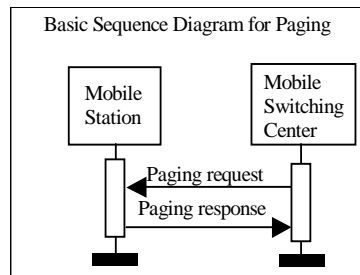 Basic Sequence Diagram for Paging
Mobile
Station
Mobile
Switching
Center
Paging request
Paging response